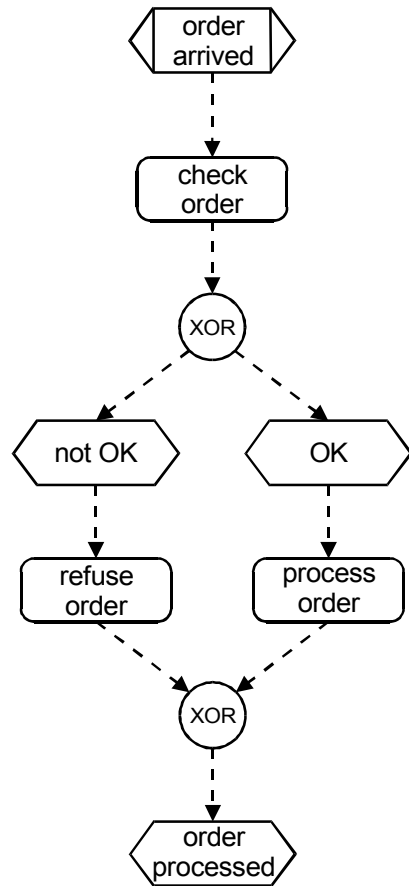 order
arrived
check
order
XOR
not OK
OK
refuse
order
process
order
XOR
order
processed